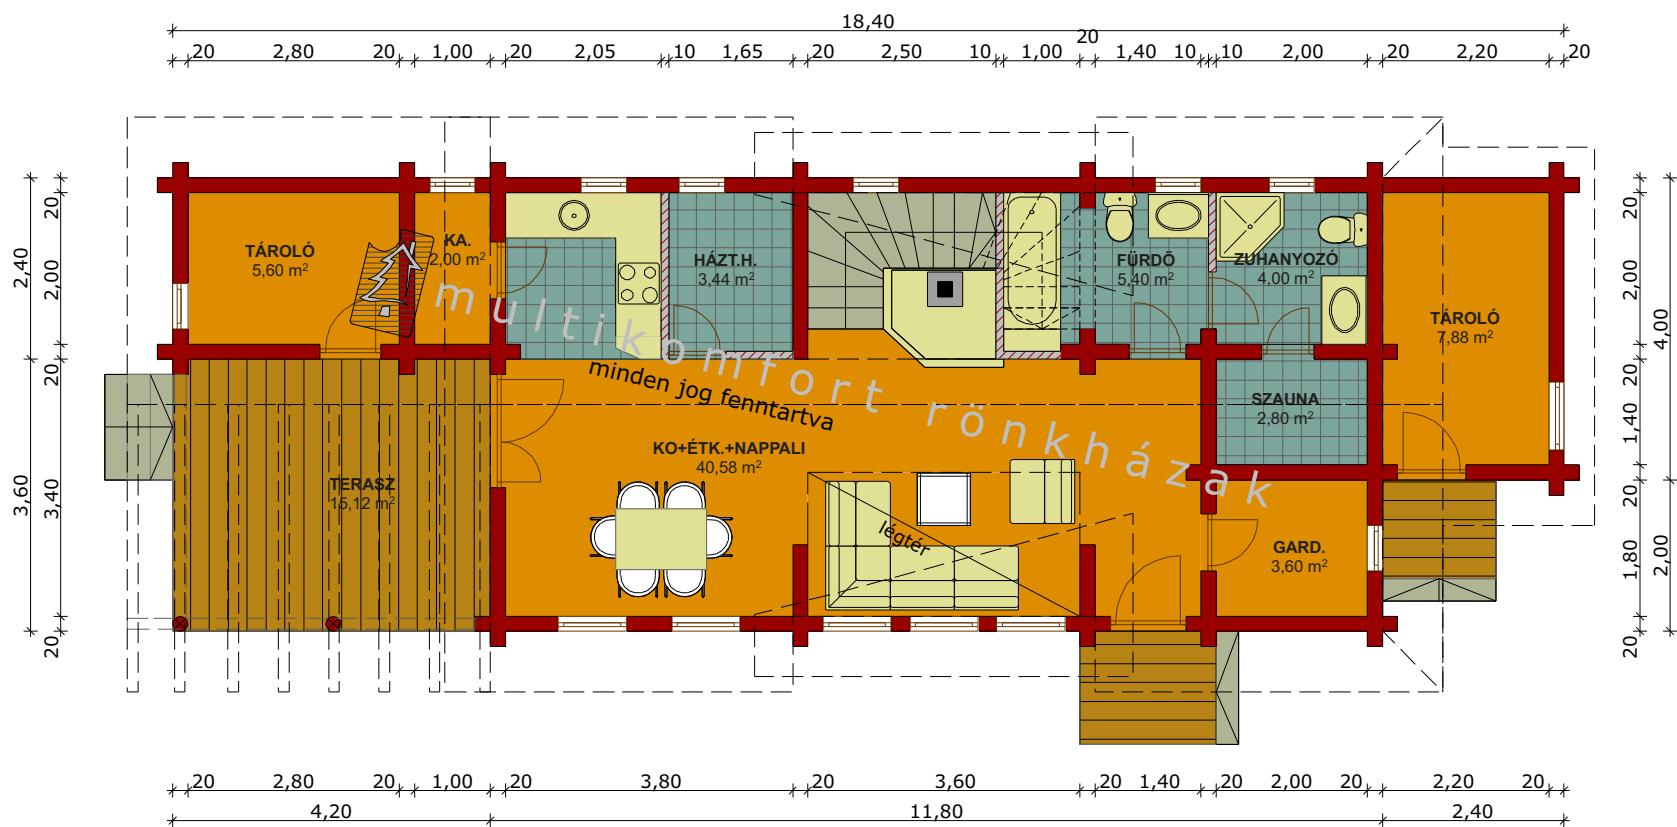 18,40
20 2,80 20 1,00 20 2,05 10 1,65 20 2,50 10 1,00 20 1,40 10 10 2,00 20 2,20 20
TÁROLÓ
5,60 m²
KA.
2,00 m²
HÁZT.H.
3,44 m²
FÜRDŐ
5,40 m²
ZUHANYOZÓ
4,00 m²
TÁROLÓ
7,88 m²
SZAUNA
2,80 m²
multikomfort rönkházak
minden jog fenntartva
KO+ÉTK.+NAPPALI
40,58 m²
TERASZ
15,12 m²
légtér
GARD.
3,60 m²
2,40 3,60
20 2,00 20 3,40 20
20 2,00 20 1,40 20 1,80 20
4,00 2,00
20 2,80 20 1,00 20 3,80 20 3,60 20 1,40 20 2,00 20 2,20 20
4,20 11,80 2,40